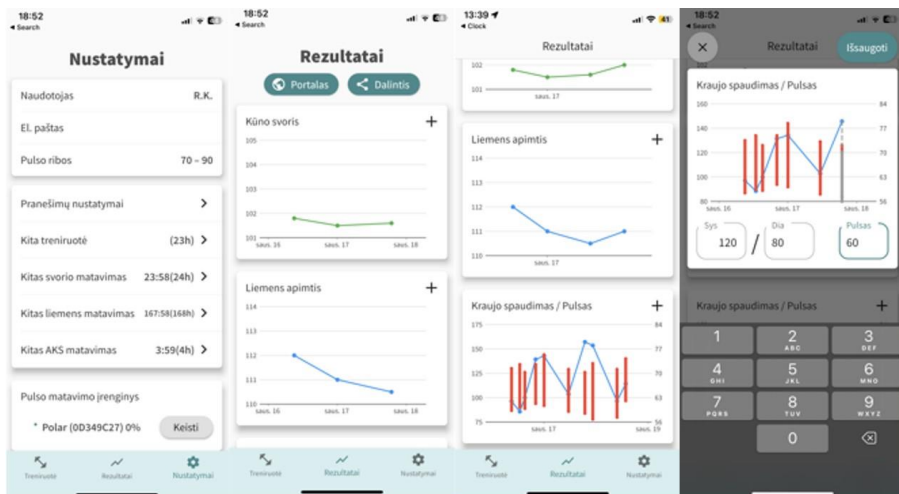 18:52
Search
Nustatymai
Naudotojas R.K.
El. paštas
Pulso ribos 70 – 90
Pranešimų nustatymai
Kita treniruotė (23h)
Kitas svorio matavimas 23:58(24h)
Kitas liemens matavimas 167:58(168h)
Kitas AKS matavimas 3:59(4h)
Pulso matavimo įrenginys
* Polar (0D349C27) 0% Keisti
Treniruotė Rezultatai Nustatymai
18:52
Search
Rezultatai
Portalas Dalintis
Kūno svoris +
105
104
103
102
101
saus. 16 saus. 17 saus. 18
Liemens apimtis +
114
113
112
111
110
saus. 16 saus. 17 saus. 18
Treniruotė Rezultatai Nustatymai
13:39 41
Clock
Rezultatai
102
101
saus. 17
Liemens apimtis +
114
113
112
111
110
saus. 17
Kraujo spaudimas / Pulsas +
175 84
150 77
125 70
100 63
75 56
saus. 17 saus. 19
Treniruotė Rezultatai Nustatymai
18:52
Search
Rezultatai Išsaugoti
102
Kraujo spaudimas / Pulsas
160 84
140 77
120 70
100 63
80 56
saus. 16 saus. 17 saus. 18
Sys Dia Pulsas
120 / 80 60
Kraujo spaudimas / Pulsas +
1 2 3
ABC DEF
4 5 6
GHI JKL MNO
7 8 9
PQRS TUV WXYZ
0